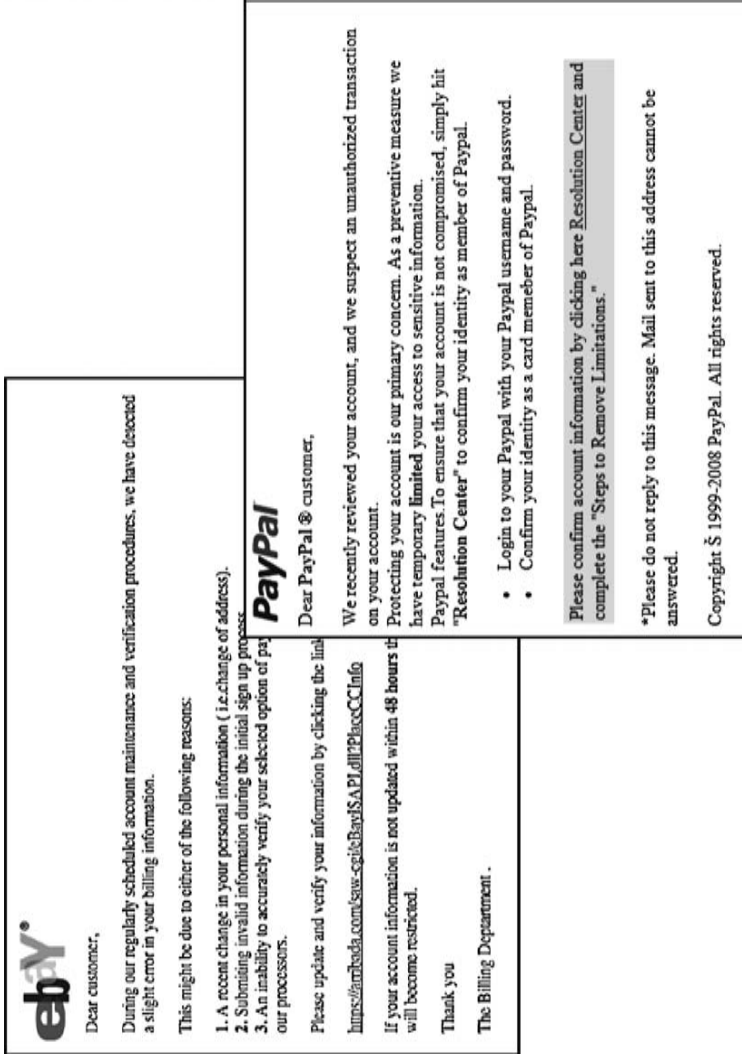 ebY
Dear customer,
During our regularly scheduled account maintenance and verification procedures, we have detected
a slight error in your billing information.
This might be due to either of the following reasons:
1. A recent change in your personal information ( i.e.change of address).
2. Submiting invalid information during the initial sign up process
3. An inability to accurately verify your selected option of pay
our processors.
Please update and verify your information by clicking the link
https://arribada.com/saw-cgi/eBayISAPI.dll?PlaceCCInfo
If your account information is not updated within 48 hours th
will become restricted.
Thank you
The Billing Deptartment .
PayPal
Dear PayPal ® customer,
We recently reviewed your account, and we suspect an unauthorized transaction
on your account.
Protecting your account is our primary concern. As a preventive measure we
have temporary limited your access to sensitive information.
Paypal features.To ensure that your account is not compromised, simply hit
"Resolution Center" to confirm your identity as member of Paypal.
• Login to your Paypal with your Paypal username and password.
• Confirm your identity as a card memeber of Paypal.
Please confirm account information by clicking here Resolution Center and
complete the "Steps to Remove Limitations."
*Please do not reply to this message. Mail sent to this address cannot be
answered.
Copyright Š 1999-2008 PayPal. All rights reserved.